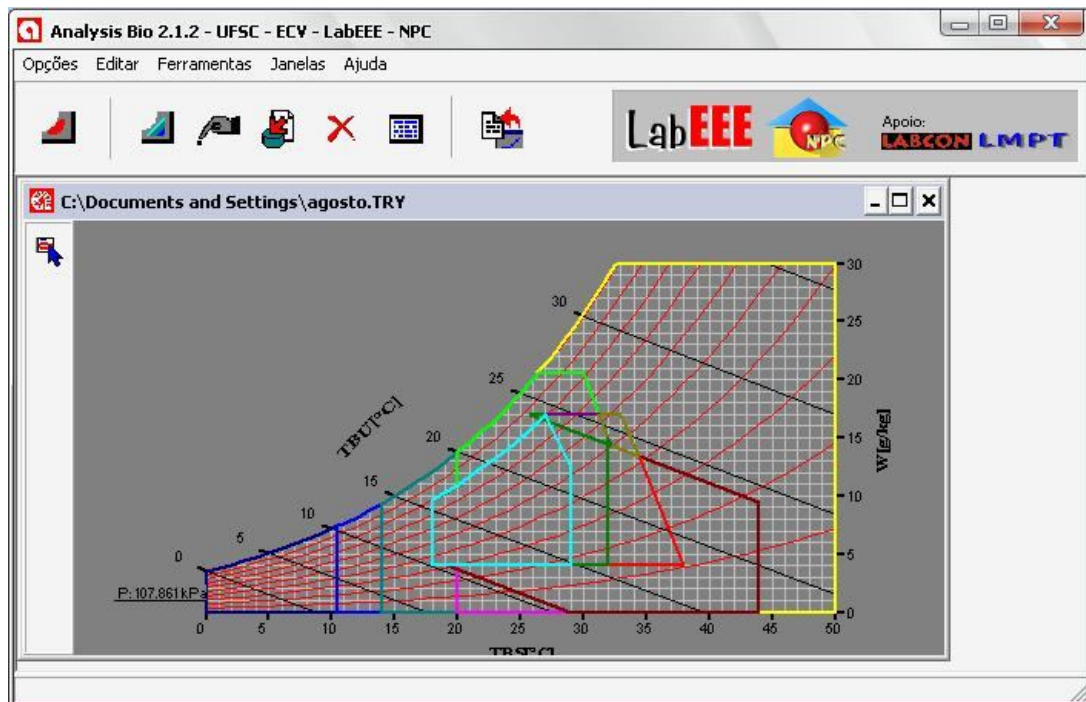 Analysis Bio 2.1.2 - UFSC - ECV - LabEEE - NPC
Opções Editar Ferramentas Janelas Ajuda
LabEEE NPC
Apoio:
LABCON LMPT
C:\Documents and Settings\agosto.TRY
30
30
25
25
20
TBU[°C]
20
15
W[g/kg]
15
10
10
5
5
0
P: 107.861kPa
0
0 5 10 15 20 25 30 35 40 45 50
TBS[°C]